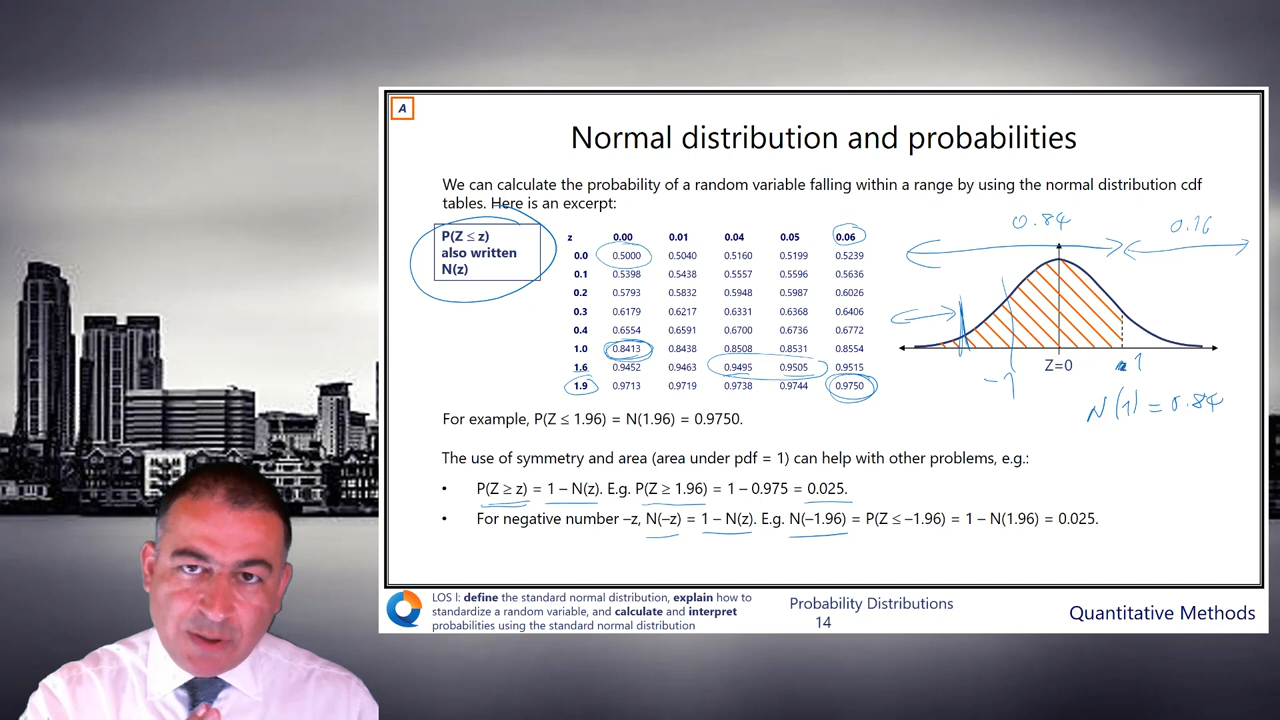 A
Normal distribution and probabilities
We can calculate the probability of a random variable falling within a range by using the normal distribution cdf
tables. Here is an excerpt:
P(Z ≤ z)
also written
N(z)
z 0.00 0.01 0.04 0.05 0.06
0.0 0.5000 0.5040 0.5160 0.5199 0.5239
0.1 0.5398 0.5438 0.5557 0.5596 0.5636
0.2 0.5793 0.5832 0.5948 0.5987 0.6026
0.3 0.6179 0.6217 0.6331 0.6368 0.6406
0.4 0.6554 0.6591 0.6700 0.6736 0.6772
1.0 0.8413 0.8438 0.8508 0.8531 0.8554
1.6 0.9452 0.9463 0.9495 0.9505 0.9515
1.9 0.9713 0.9719 0.9738 0.9744 0.9750
0.84 0.16
Z=0 1
-1
N(1) = 0.84
For example, P(Z ≤ 1.96) = N(1.96) = 0.9750.
The use of symmetry and area (area under pdf = 1) can help with other problems, e.g.:
• P(Z ≥ z) = 1 – N(z). E.g. P(Z ≥ 1.96) = 1 – 0.975 = 0.025.
• For negative number –z, N(–z) = 1 – N(z). E.g. N(–1.96) = P(Z ≤ –1.96) = 1 – N(1.96) = 0.025.
LOS l: define the standard normal distribution, explain how to
standardize a random variable, and calculate and interpret
probabilities using the standard normal distribution
Probability Distributions
14
Quantitative Methods